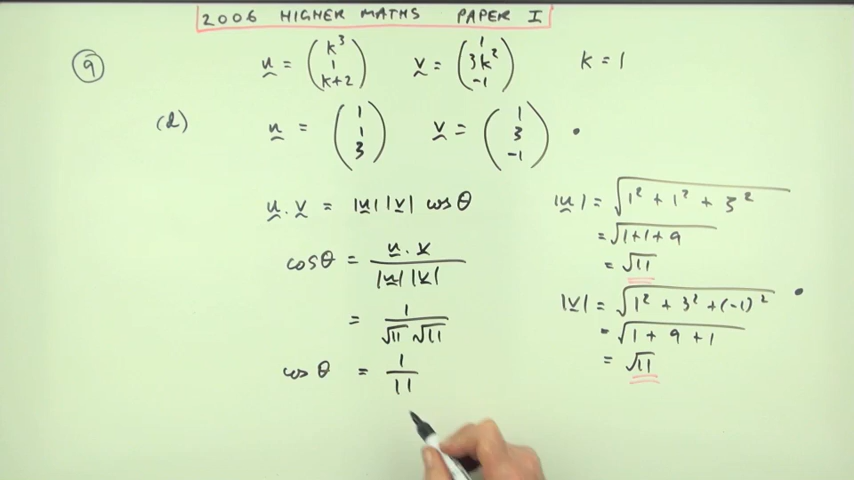 2006 HIGHER MATHS PAPER I
9 u = (k³ 1 k+2) v = (1 3k² -1) k = 1
(d) u = (1 1 3) v = (1 3 -1)
u . v = |u| |v| cos θ
cos θ = u . v / |u| |v|
= 1 / √11 √11
cos θ = 1 / 11
|u| = √1² + 1² + 3²
= √1+1+9
= √11
|v| = √1² + 3² + (-1)²
= √1 + 9 + 1
= √11